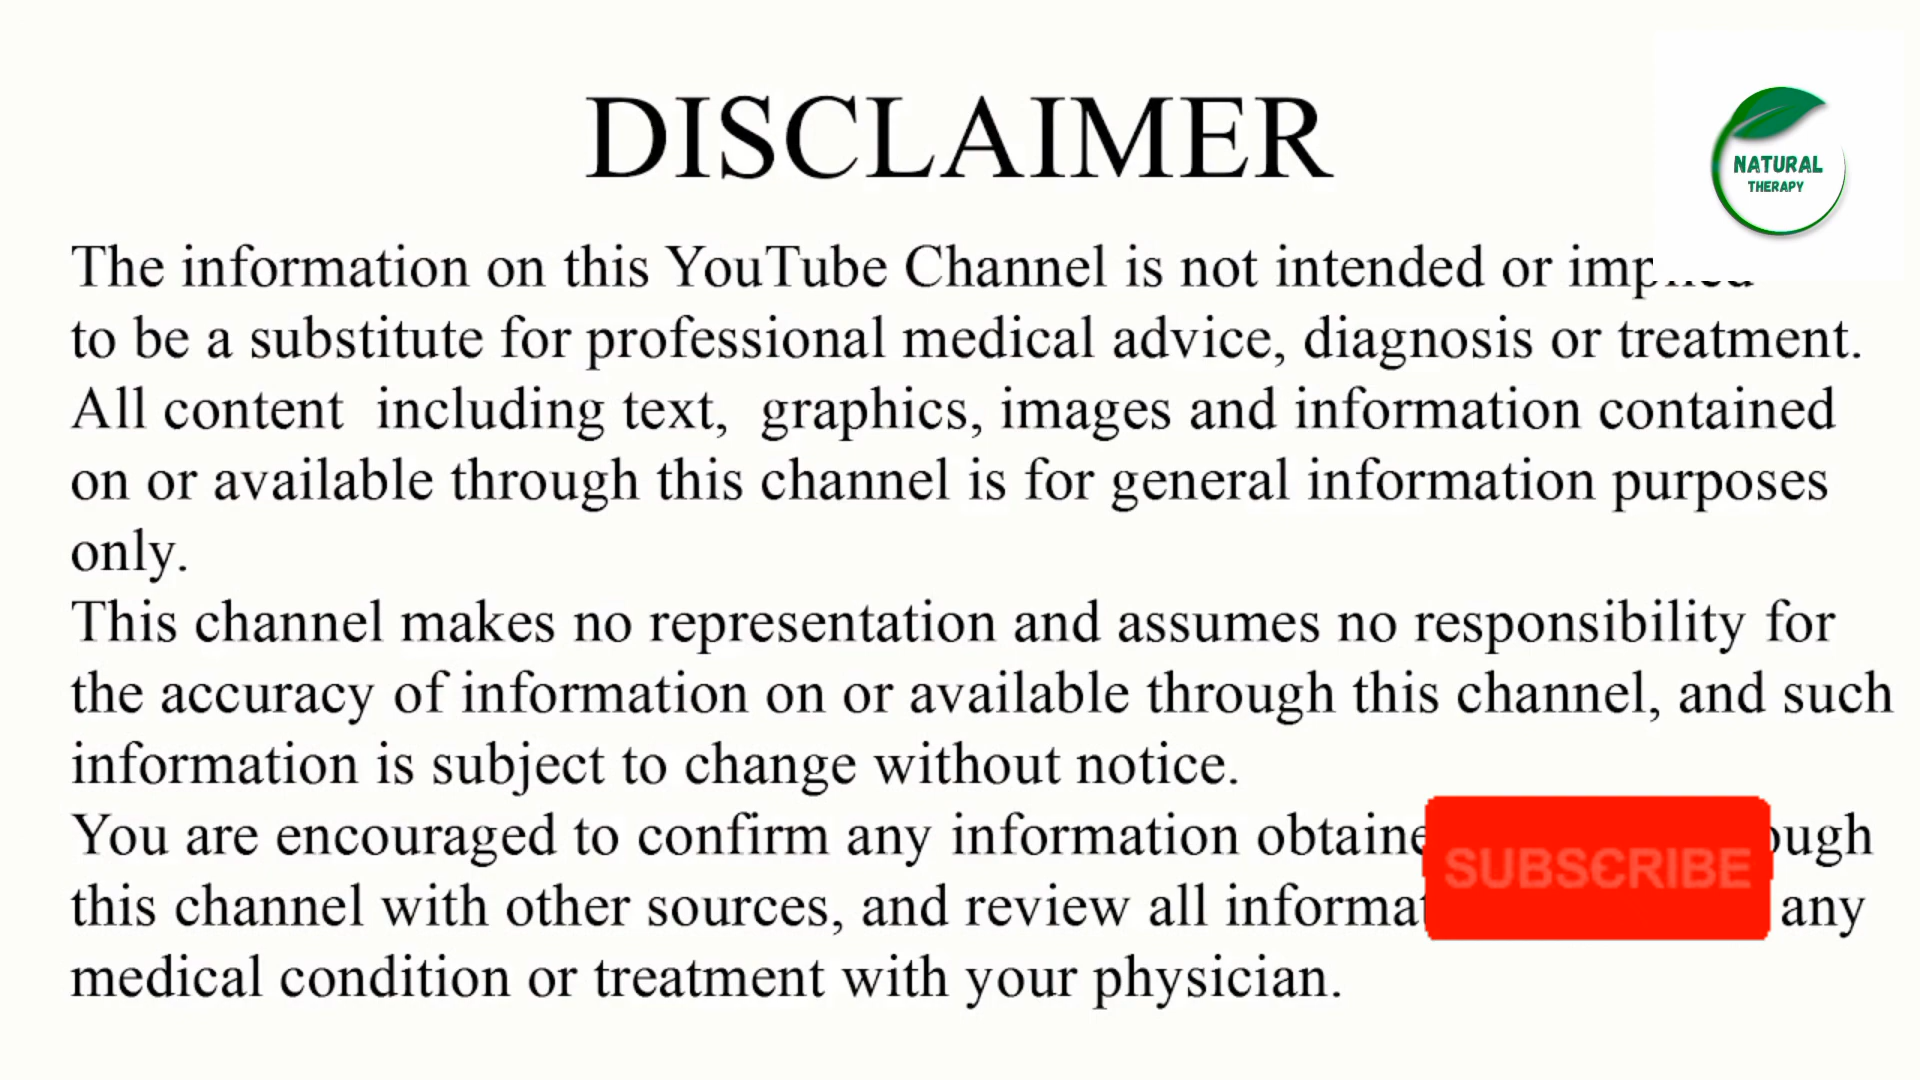 DISCLAIMER
NATURAL
THERAPY
The information on this YouTube Channel is not intended or implied
to be a substitute for professional medical advice, diagnosis or treatment.
All content including text, graphics, images and information contained
on or available through this channel is for general information purposes
only.
This channel makes no representation and assumes no responsibility for
the accuracy of information on or available through this channel, and such
information is subject to change without notice.
You are encouraged to confirm any information obtaine ough
this channel with other sources, and review all informat any
SUBSCRIBE
medical condition or treatment with your physician.